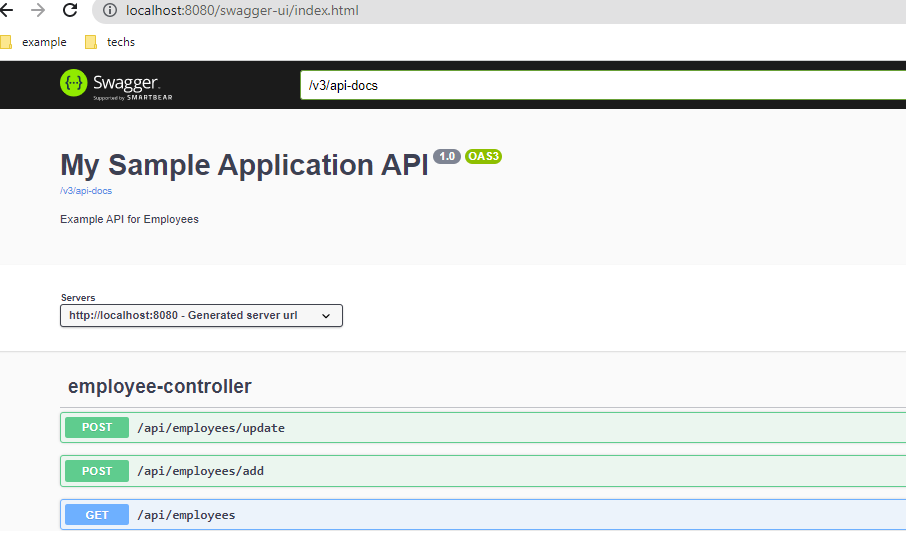 localhost:8080/swagger-ui/index.html
example techs
Swagger.
Supported by SMARTBEAR
/v3/api-docs
My Sample Application API 1.0 OAS3
/v3/api-docs
Example API for Employees
Servers
http://localhost:8080 - Generated server url
employee-controller
POST /api/employees/update
POST /api/employees/add
GET /api/employees